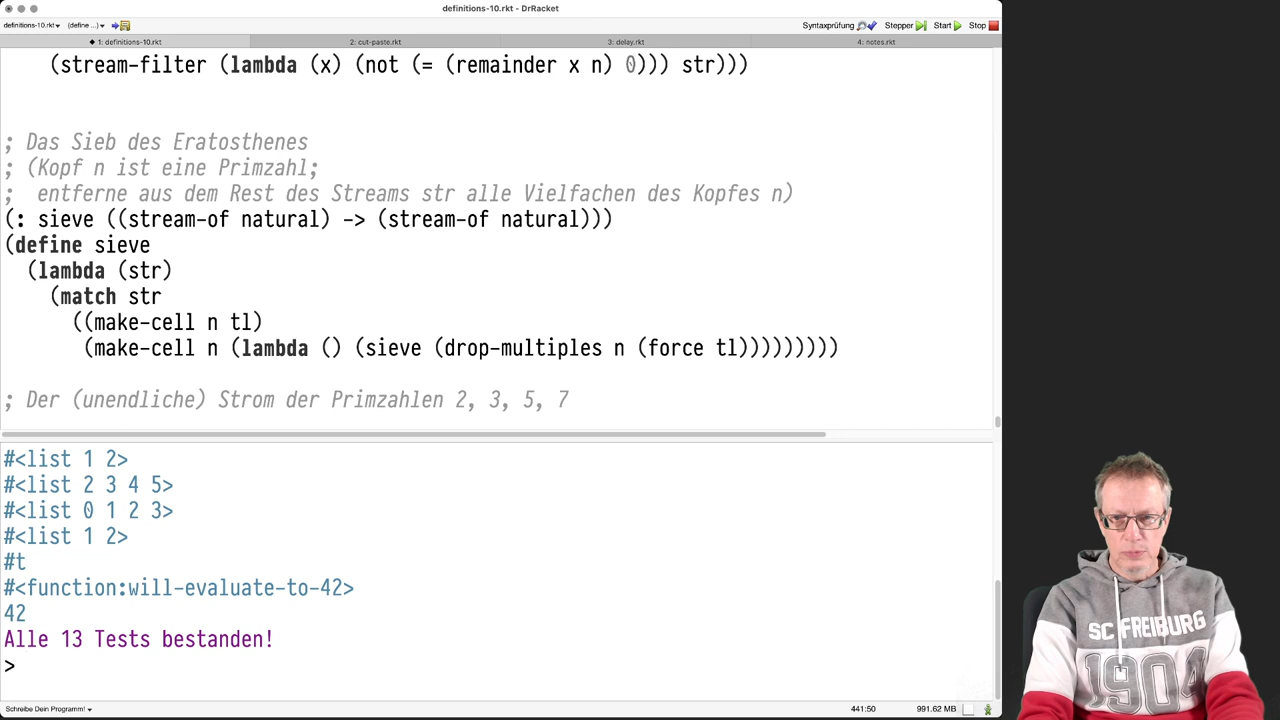 definitions-10.rkt - DrRacket
definitions-10.rkt▾ (define ...)▾ Syntaxprüfung Stepper Start Stop
◆ 1: definitions-10.rkt 2: cut-paste.rkt 3: delay.rkt 4: notes.rkt
(stream-filter (lambda (x) (not (= (remainder x n) 0))) str)))
; Das Sieb des Eratosthenes
; (Kopf n ist eine Primzahl;
;  entferne aus dem Rest des Streams str alle Vielfachen des Kopfes n)
(: sieve ((stream-of natural) -> (stream-of natural)))
(define sieve
(lambda (str)
(match str
((make-cell n tl)
(make-cell n (lambda () (sieve (drop-multiples n (force tl)))))))))
; Der (unendliche) Strom der Primzahlen 2, 3, 5, 7
#<list 1 2>
#<list 2 3 4 5>
#<list 0 1 2 3>
#<list 1 2>
#t
#<function:will-evaluate-to-42>
42
Alle 13 Tests bestanden!
>
Schreibe Dein Programm! ▾ 441:50 991.62 MB
SC FREIBURG
1904